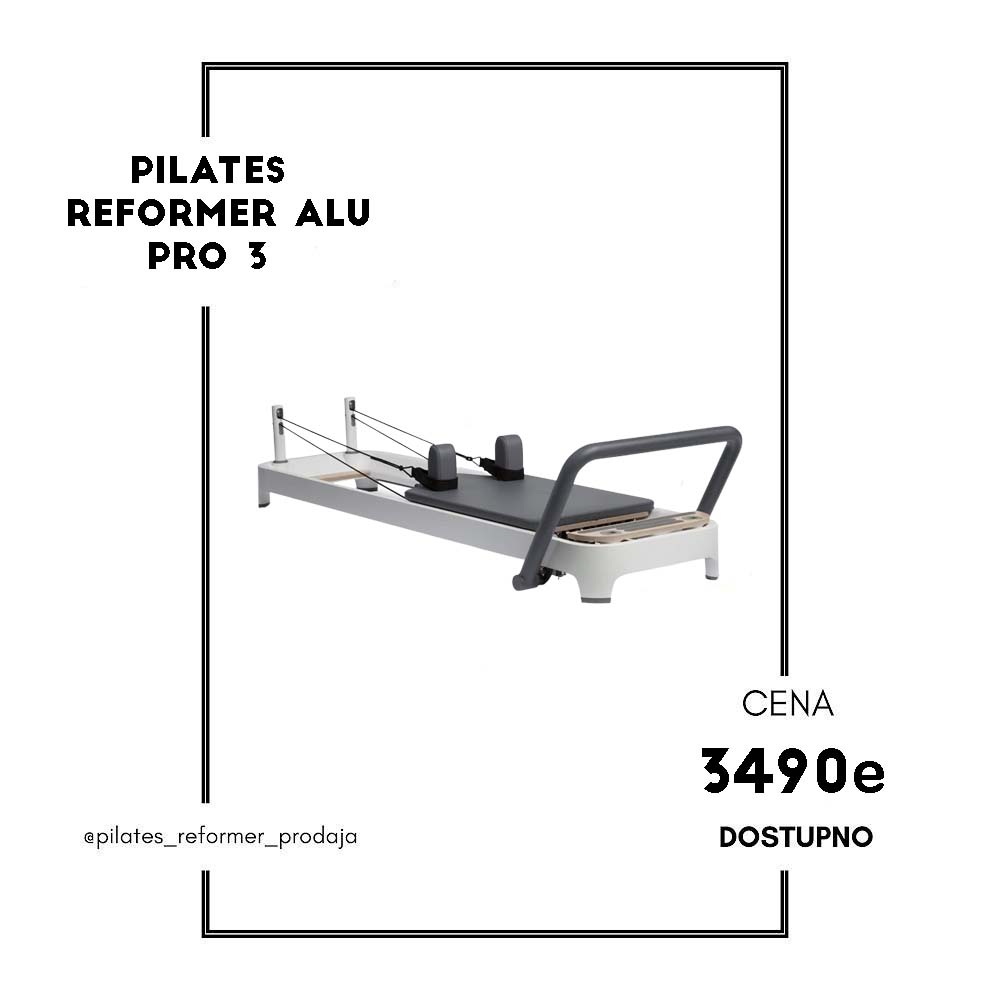 PILATES
REFORMER ALU
PRO 3
CENA
3490e
DOSTUPNO
@pilates_reformer_prodaja